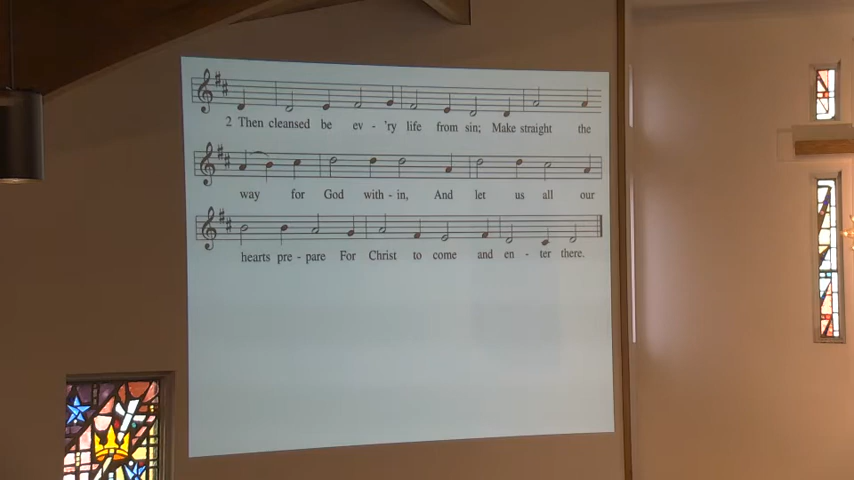 2 Then cleansed be ev - 'ry life from sin; Make straight the
way for God with - in, And let us all our
hearts pre - pare For Christ to come and en - ter there.